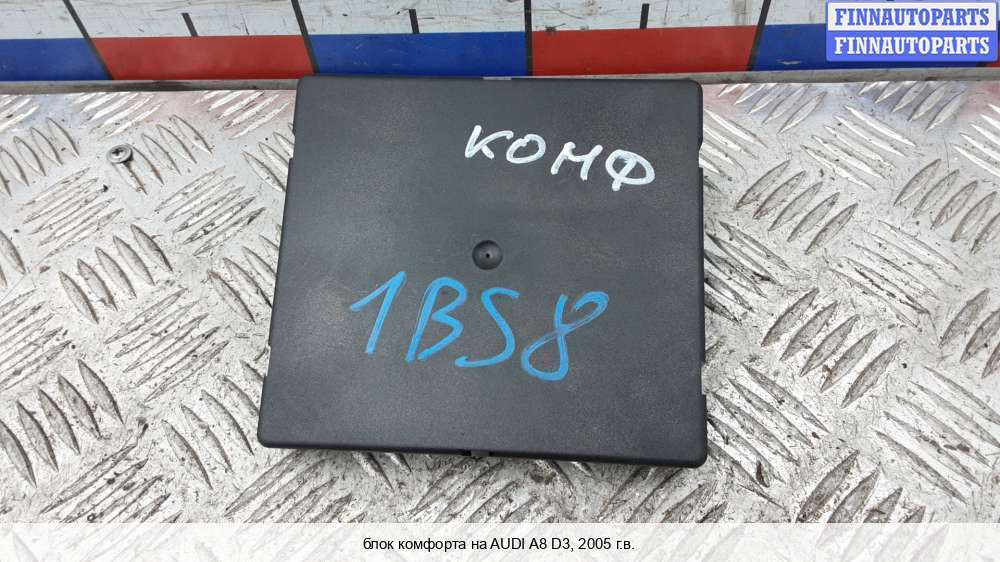 FINNAUTOPARTS
FINNAUTOPARTS
КОМФ
1BS8
блок комфорта на AUDI A8 D3, 2005 г.в.